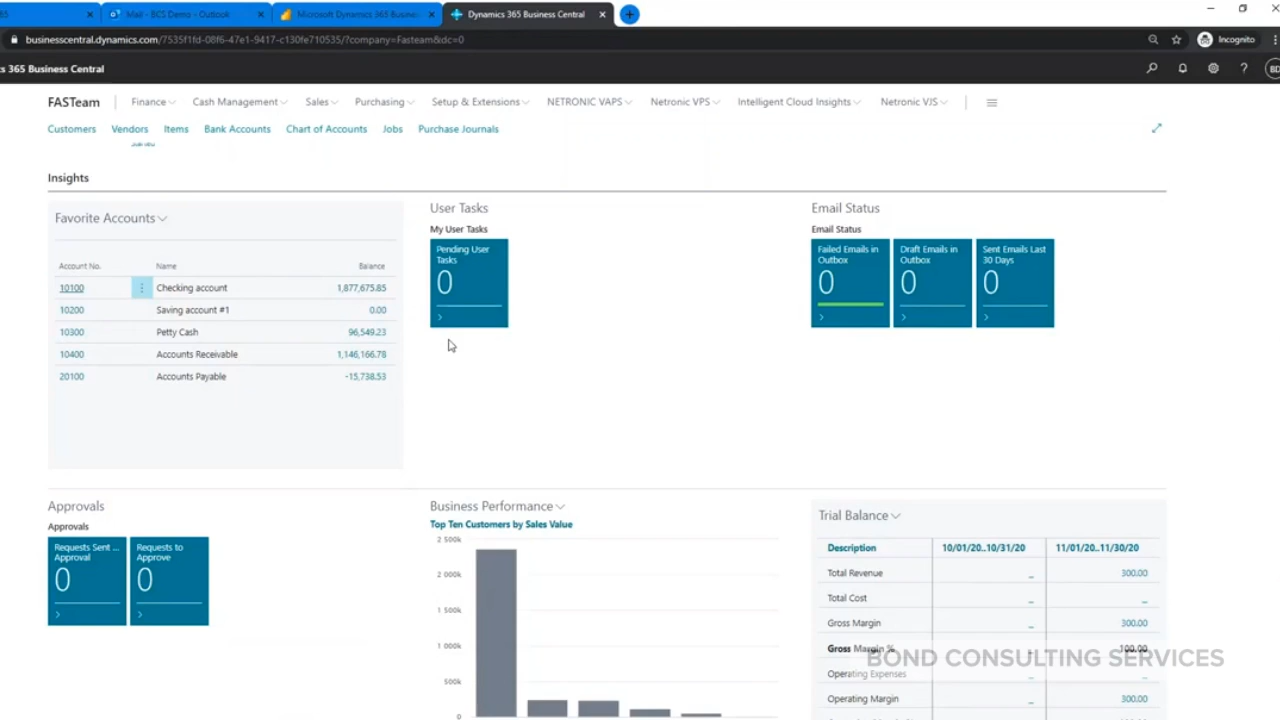 365
Mail - BCS Demo - Outlook
Microsoft Dynamics 365 Busines
Dynamics 365 Business Central
businesscentral.dynamics.com/7535f1fd-08f6-47e1-9417-c130fe710535/?company=Fasteam&dc=0
Incognito
s 365 Business Central
BD
FASTeam
Finance
Cash Management
Sales
Purchasing
Setup & Extensions
NETRONIC VAPS
Netronic VPS
Intelligent Cloud Insights
Netronic VJS
Customers
Vendors
Items
Bank Accounts
Chart of Accounts
Jobs
Purchase Journals
Insights
Favorite Accounts
Account No. Name Balance
10100 Checking account 1,877,675.85
10200 Saving account #1 0.00
10300 Petty Cash 96,549.23
10400 Accounts Receivable 1,146,166.78
20100 Accounts Payable -15,738.53
User Tasks
My User Tasks
Pending User
Tasks
0
Email Status
Email Status
Failed Emails in
Outbox
0
Draft Emails in
Outbox
0
Sent Emails Last
30 Days
0
Approvals
Approvals
Requests Sent ...
Approval
0
Requests to
Approve
0
Business Performance
Top Ten Customers by Sales Value
2 500k
2 000k
1 500k
1 000k
500k
0
Trial Balance
Description 10/01/20..10/31/20 11/01/20..11/30/20
Total Revenue _ 300.00
Total Cost _ _
Gross Margin _ 300.00
Gross Margin % _ 100.00
Operating Expenses _ _
Operating Margin _ 300.00
BOND CONSULTING SERVICES